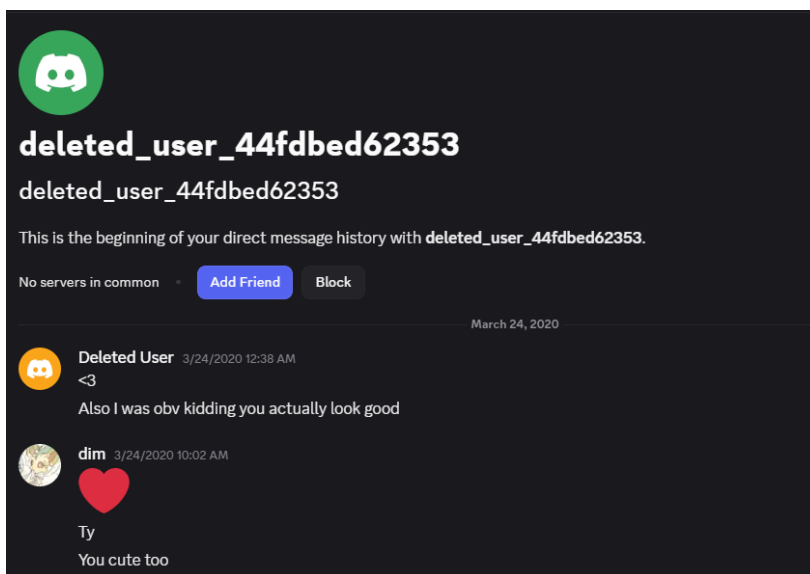 deleted_user_44fdbed62353
deleted_user_44fdbed62353
This is the beginning of your direct message history with deleted_user_44fdbed62353.
No servers in common • Add Friend Block
March 24, 2020
Deleted User 3/24/2020 12:38 AM
<3
Also I was obv kidding you actually look good
dim 3/24/2020 10:02 AM
Ty
You cute too